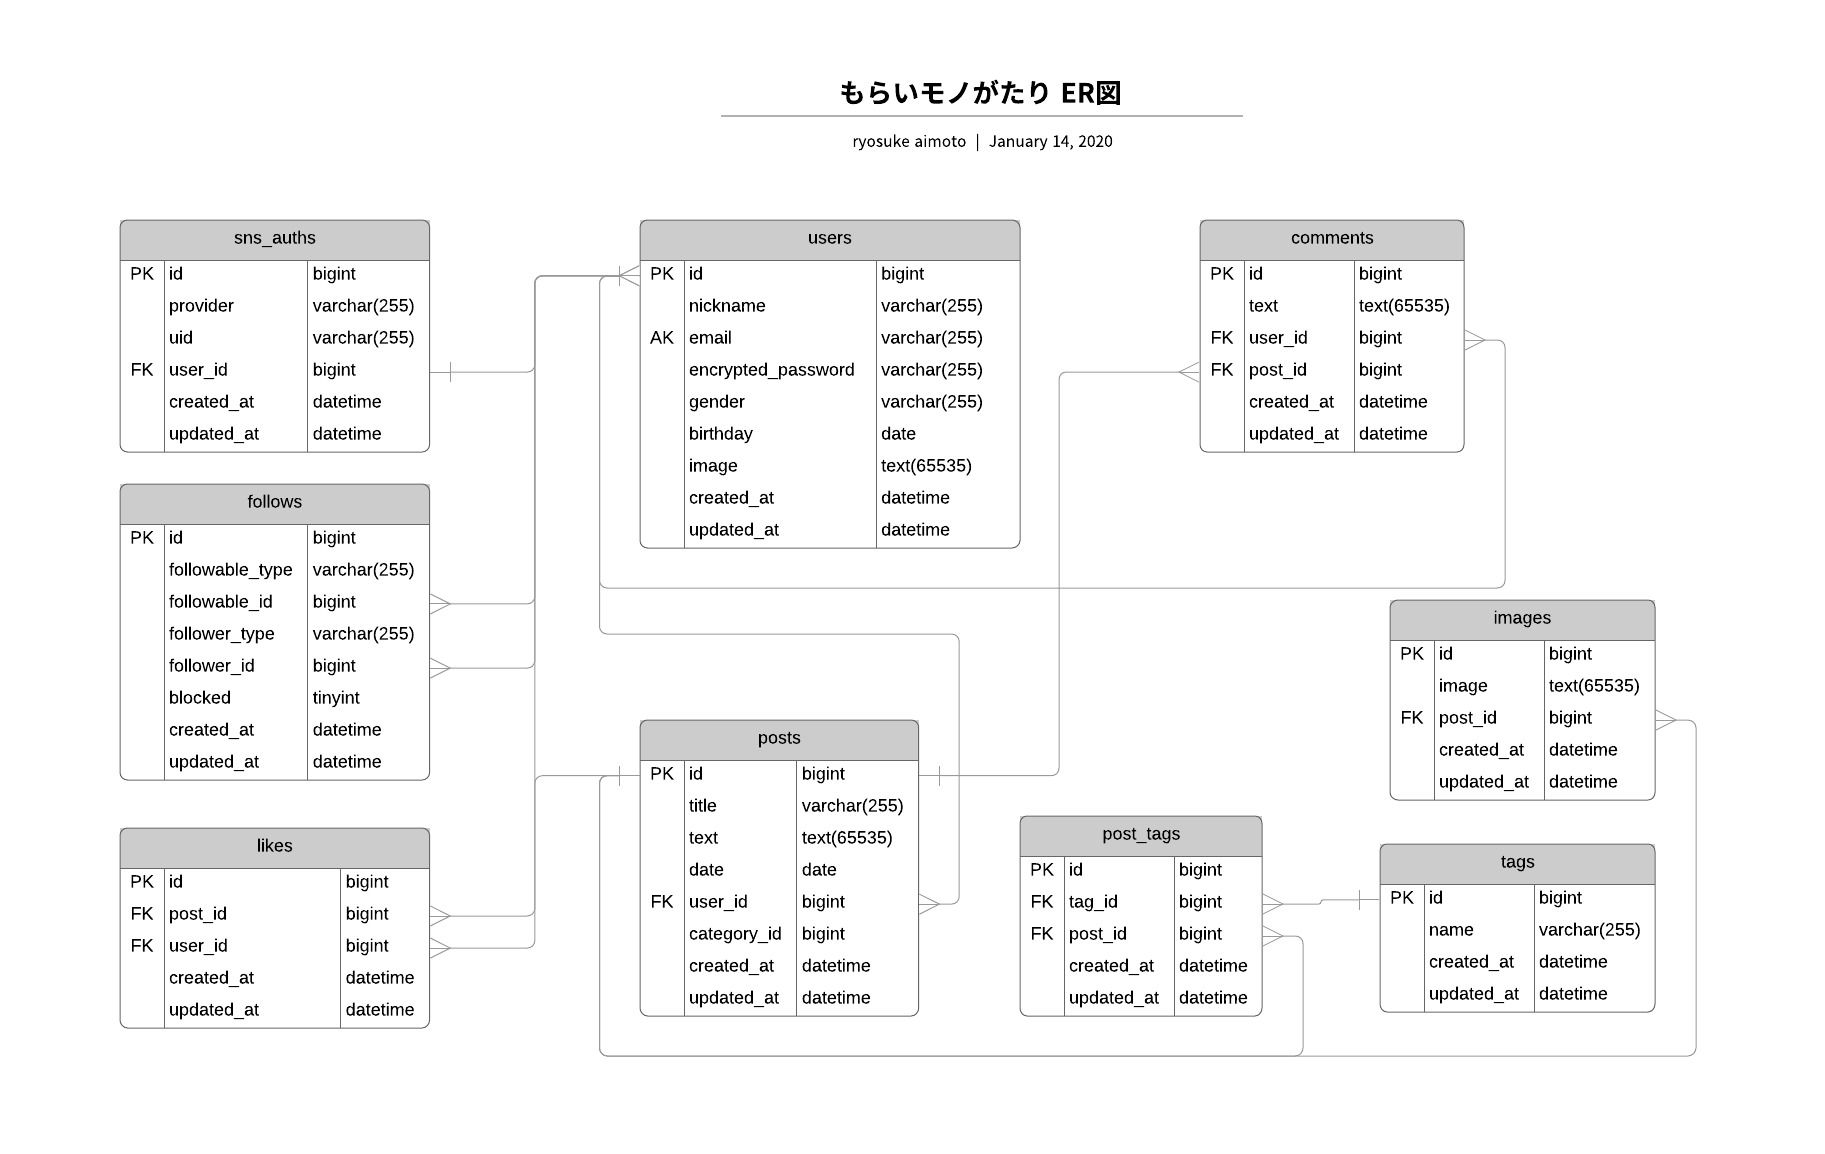 もらいモノがたり ER図
ryosuke aimoto | January 14, 2020
sns_auths
PK id bigint
provider varchar(255)
uid varchar(255)
FK user_id bigint
created_at datetime
updated_at datetime
users
PK id bigint
nickname varchar(255)
AK email varchar(255)
encrypted_password varchar(255)
gender varchar(255)
birthday date
image text(65535)
created_at datetime
updated_at datetime
comments
PK id bigint
text text(65535)
FK user_id bigint
FK post_id bigint
created_at datetime
updated_at datetime
follows
PK id bigint
followable_type varchar(255)
followable_id bigint
follower_type varchar(255)
follower_id bigint
blocked tinyint
created_at datetime
updated_at datetime
images
PK id bigint
image text(65535)
FK post_id bigint
created_at datetime
updated_at datetime
posts
PK id bigint
title varchar(255)
text text(65535)
date date
FK user_id bigint
category_id bigint
created_at datetime
updated_at datetime
likes
PK id bigint
FK post_id bigint
FK user_id bigint
created_at datetime
updated_at datetime
post_tags
PK id bigint
FK tag_id bigint
FK post_id bigint
created_at datetime
updated_at datetime
tags
PK id bigint
name varchar(255)
created_at datetime
updated_at datetime